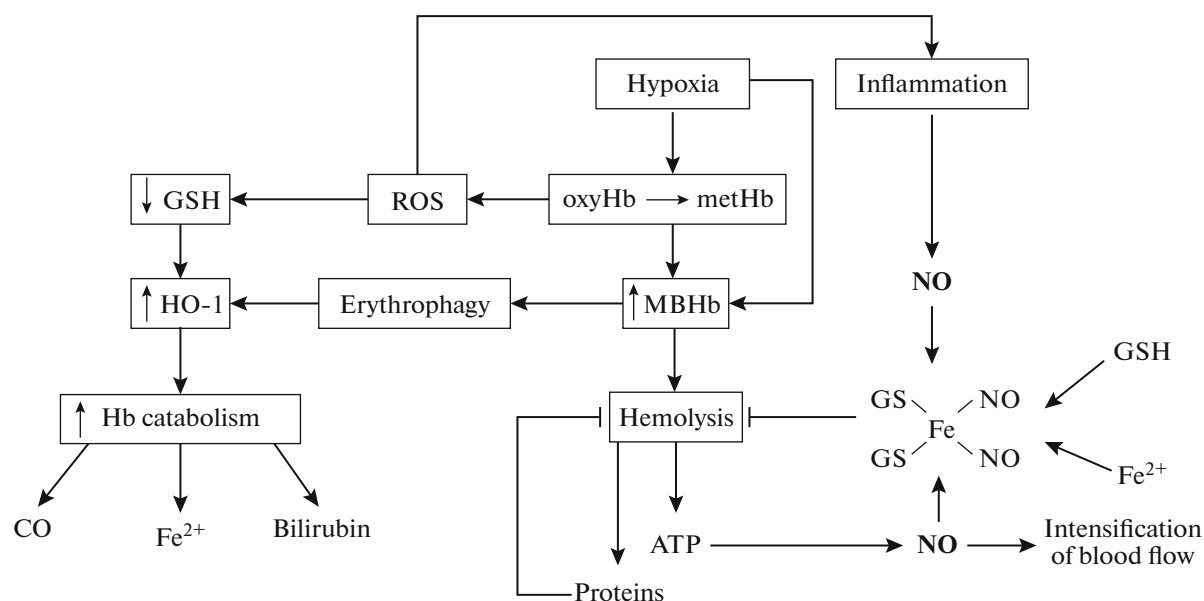 Hypoxia
Inflammation
↓ GSH
ROS
oxyHb → metHb
↑ HO-1
Erythrophagy
↑ MBHb
NO
GSH
↑ Hb catabolism
Hemolysis
GS NO
Fe
GS NO
Fe²⁺
CO
Fe²⁺
Bilirubin
ATP
NO
Intensification
of blood flow
Proteins